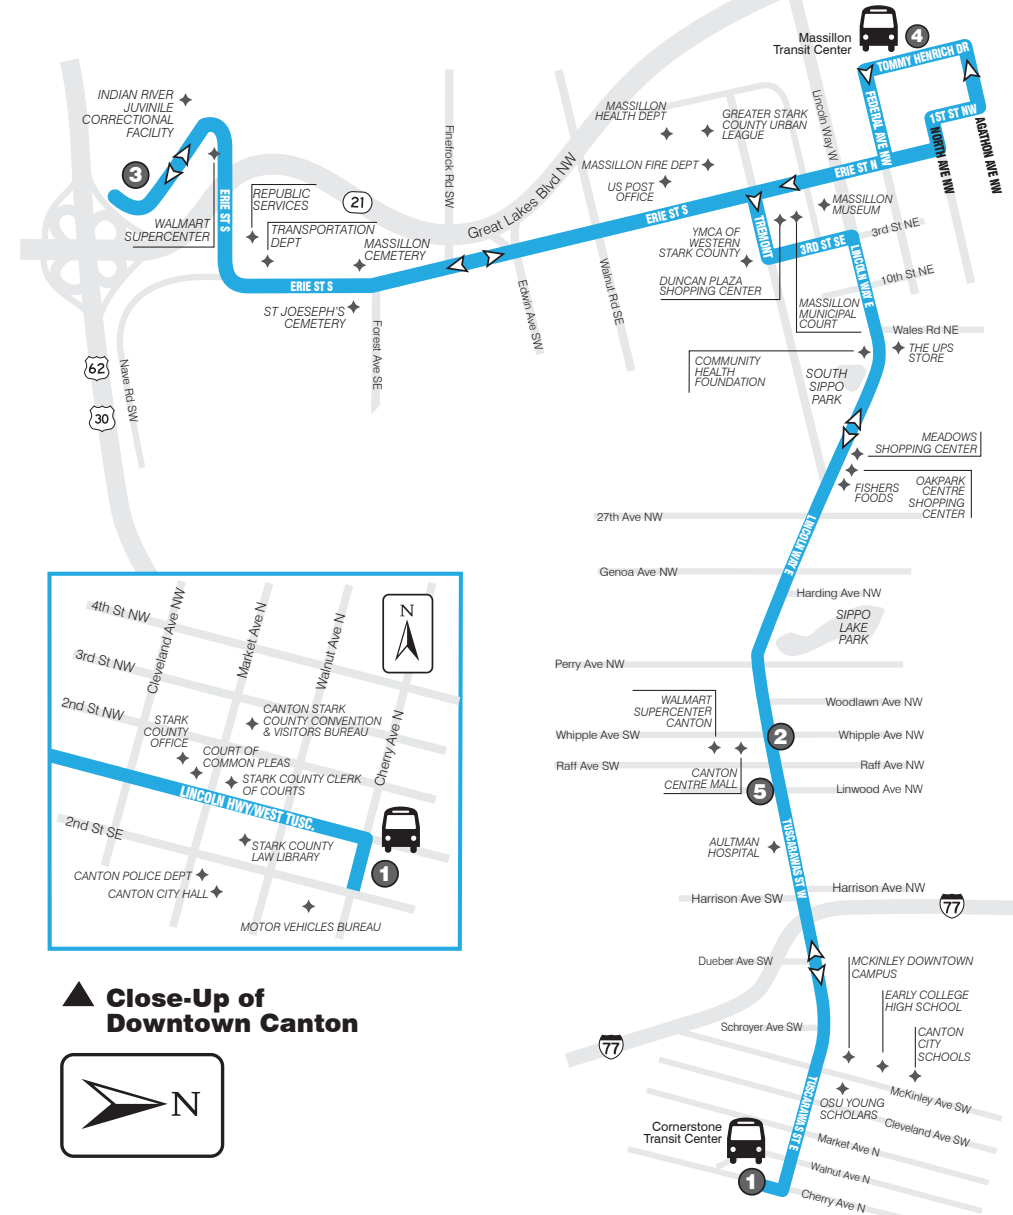 Massillon
Transit Center
4
TOMMY HENRICH DR
FEDERAL AVE NW
1ST ST NW
NORTH AVE NW
AGATHON AVE NW
Lincoln Way W
INDIAN RIVER
JUVINILE
CORRECTIONAL
FACILITY
3
WALMART
SUPERCENTER
ERIE ST S
REPUBLIC
SERVICES
21
TRANSPORTATION
DEPT
MASSILLON
CEMETERY
ERIE ST S
ST JOESEPH'S
CEMETERY
Finefrock Rd SW
Great Lakes Blvd NW
MASSILLON
HEALTH DEPT
GREATER STARK
COUNTY URBAN
LEAGUE
MASSILLON FIRE DEPT
US POST
OFFICE
ERIE ST S
ERIE ST N
MASSILLON
MUSEUM
TREMONT
YMCA OF
WESTERN
STARK COUNTY
3RD ST SE
3rd St NE
LINCOLN WAY E
10th St NE
DUNCAN PLAZA
SHOPPING CENTER
MASSILLON
MUNICIPAL
COURT
Edwin Ave SW
Walnut Rd SE
Forest Ave SE
62
30
Nave Rd SW
Wales Rd NE
THE UPS
STORE
COMMUNITY
HEALTH
FOUNDATION
SOUTH
SIPPO
PARK
MEADOWS
SHOPPING CENTER
FISHERS
FOODS
OAKPARK
CENTRE
SHOPPING
CENTER
27th Ave NW
LINCOLN WAY E
Genoa Ave NW
Harding Ave NW
SIPPO
LAKE
PARK
Perry Ave NW
WALMART
SUPERCENTER
CANTON
Woodlawn Ave NW
Whipple Ave SW
2
Whipple Ave NW
Raff Ave SW
Raff Ave NW
CANTON
CENTRE MALL
5
Linwood Ave NW
TUSCARAWAS ST W
AULTMAN
HOSPITAL
Harrison Ave NW
Harrison Ave SW
77
Dueber Ave SW
MCKINLEY DOWNTOWN
CAMPUS
EARLY COLLEGE
HIGH SCHOOL
Schroyer Ave SW
77
CANTON
CITY
SCHOOLS
TUSCARAWAS ST E
OSU YOUNG
SCHOLARS
McKinley Ave SW
Cleveland Ave SW
Cornerstone
Transit Center
Market Ave N
Walnut Ave N
1
Cherry Ave N
4th St NW
Cleveland Ave NW
Market Ave N
Walnut Ave N
N
3rd St NW
2nd St NW
STARK
COUNTY
OFFICE
CANTON STARK
COUNTY CONVENTION
& VISITORS BUREAU
Cherry Ave N
COURT OF
COMMON PLEAS
STARK COUNTY CLERK
OF COURTS
LINCOLN HWY/WEST TUSC.
2nd St SE
STARK COUNTY
LAW LIBRARY
1
CANTON POLICE DEPT
CANTON CITY HALL
MOTOR VEHICLES BUREAU
Close-Up of
Downtown Canton
N